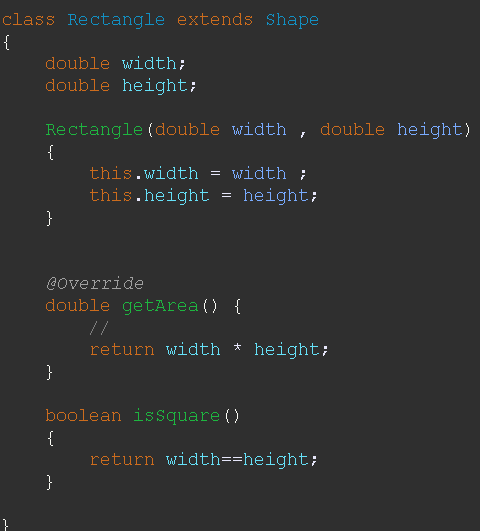 class Rectangle extends Shape
{
    double width;
    double height;

    Rectangle(double width , double height)
    {
        this.width = width ;
        this.height = height;
    }


    @Override
    double getArea() {
        //
        return width * height;
    }

    boolean isSquare()
    {
        return width==height;
    }

}